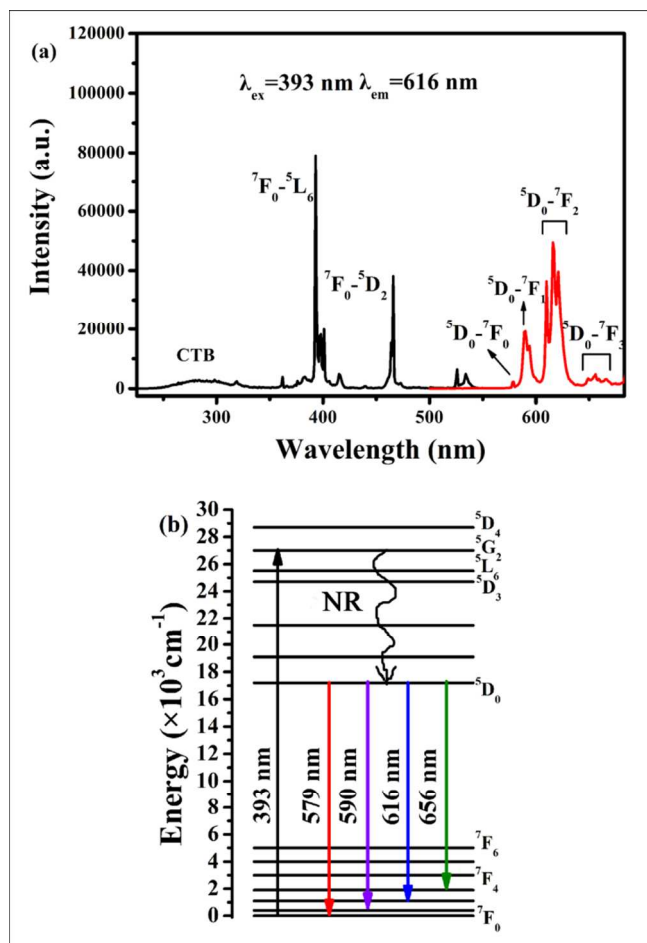 (a)
λex=393 nm λem=616 nm
120000
100000
80000
60000
40000
20000
0
Intensity (a.u.)
⁷F₀-⁵L₆
⁷F₀-⁵D₂
CTB
⁵D₀-⁷F₀
⁵D₀-⁷F₁
⁵D₀-⁷F₂
⁵D₀-⁷F₃
300 400 500 600
Wavelength (nm)
(b)
30
28
26
24
22
20
18
16
14
12
10
8
6
4
2
0
Energy (×10³cm⁻¹)
⁵D₄
⁵G₂
⁵L₆
⁵D₃
NR
⁵D₀
393 nm
579 nm
590 nm
616 nm
656 nm
⁷F₆
⁷F₄
⁷F₀